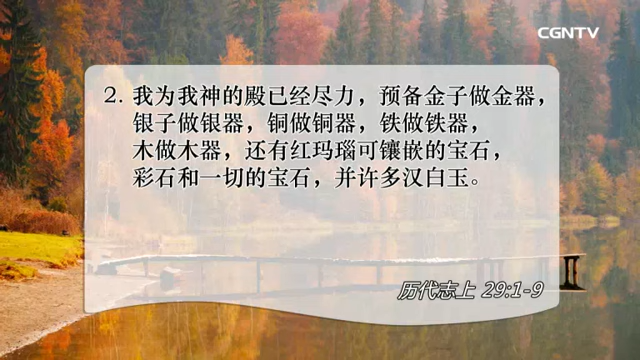 CGNTV
2. 我为我神的殿已经尽力，预备金子做金器，
银子做银器，铜做铜器，铁做铁器，
木做木器，还有红玛瑙可镶嵌的宝石，
彩石和一切的宝石，并许多汉白玉。
历代志上 29:1-9